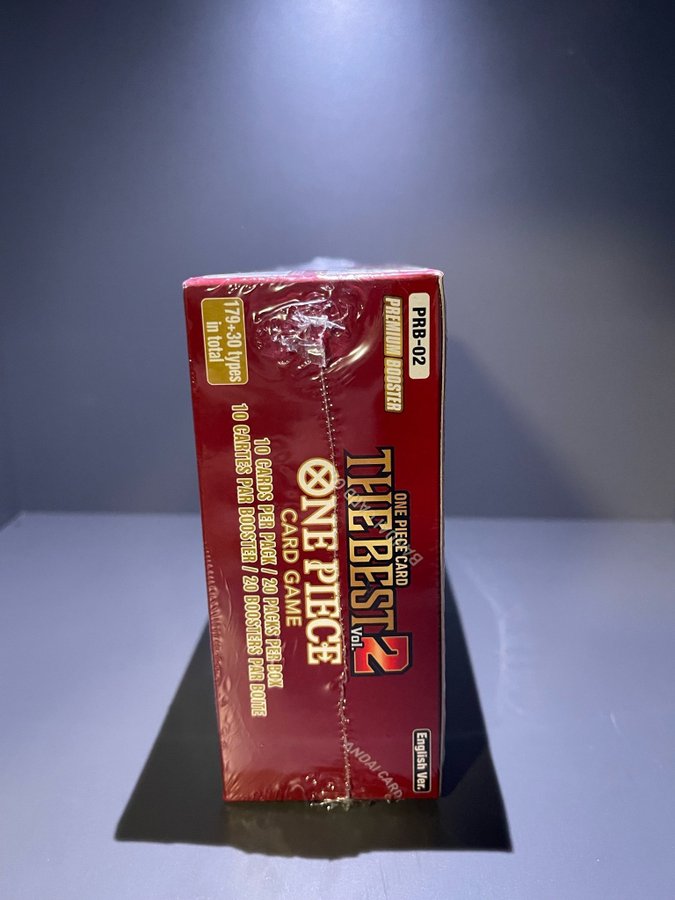 PRB-02
PREMIUM BOOSTER
ONE PIECE CARD
THE BEST
Vol. 2
ONE PIECE
CARD GAME
10 CARDS PER PACK / 20 PACKS PER BOX
10 CARTES PAR BOOSTER / 20 BOOSTERS PAR BOITE
179+30 types
in total
English Ver.